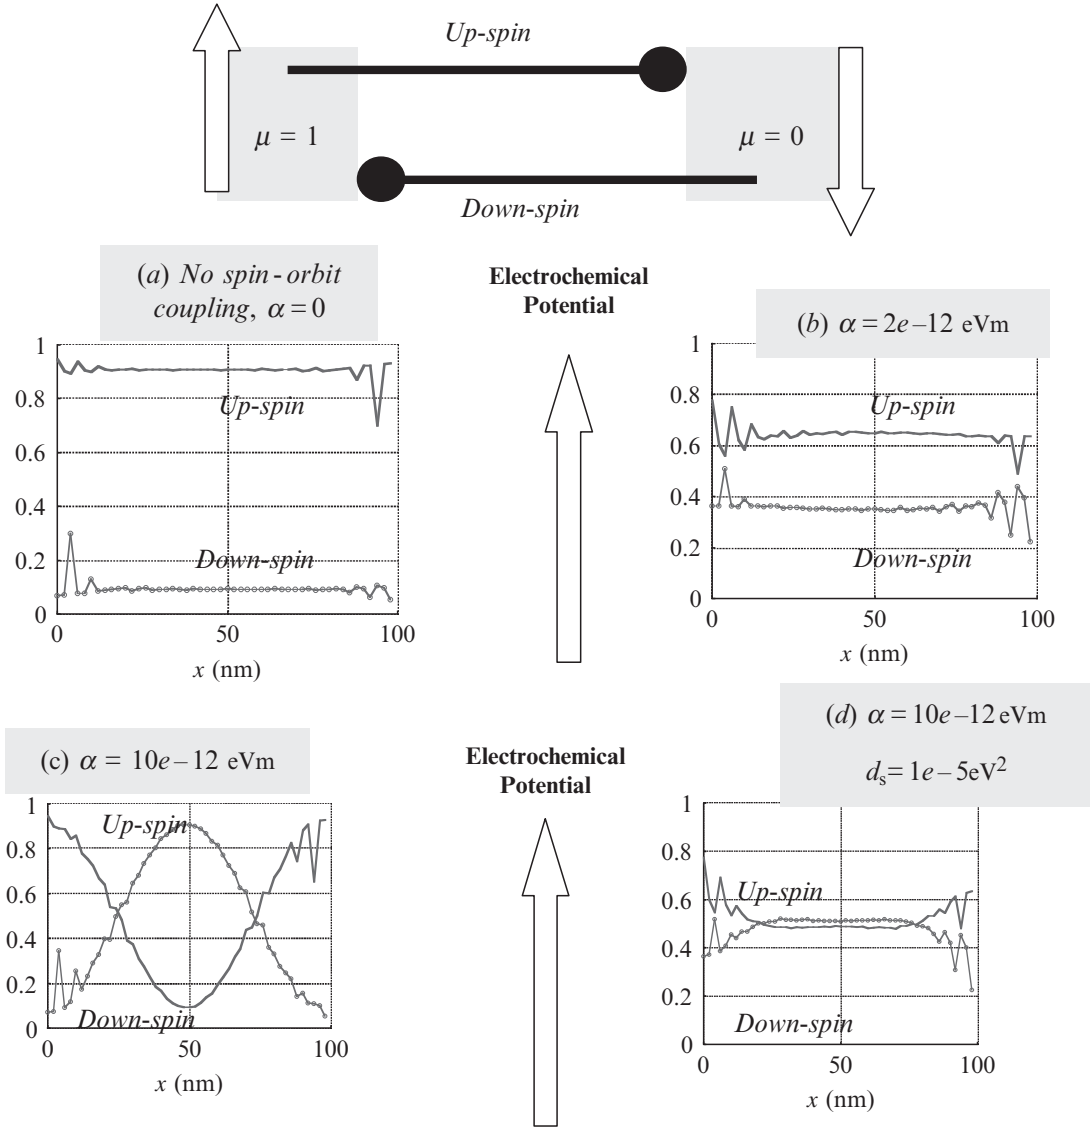 Up-spin
μ = 1
μ = 0
Down-spin
(a) No spin-orbit
coupling, α = 0
Electrochemical
Potential
(b) α = 2e–12 eVm
1
0.8
0.6
0.4
0.2
0
Up-spin
Down-spin
0
50
100
x (nm)
1
0.8
0.6
0.4
0.2
0
Up-spin
Down-spin
0
50
100
x (nm)
(c) α = 10e–12 eVm
Electrochemical
Potential
(d) α = 10e–12 eVm
d_s = 1e–5eV²
1
0.8
0.6
0.4
0.2
0
Up-spin
Down-spin
0
50
100
x (nm)
1
0.8
0.6
0.4
0.2
0
Up-spin
Down-spin
0
50
100
x (nm)